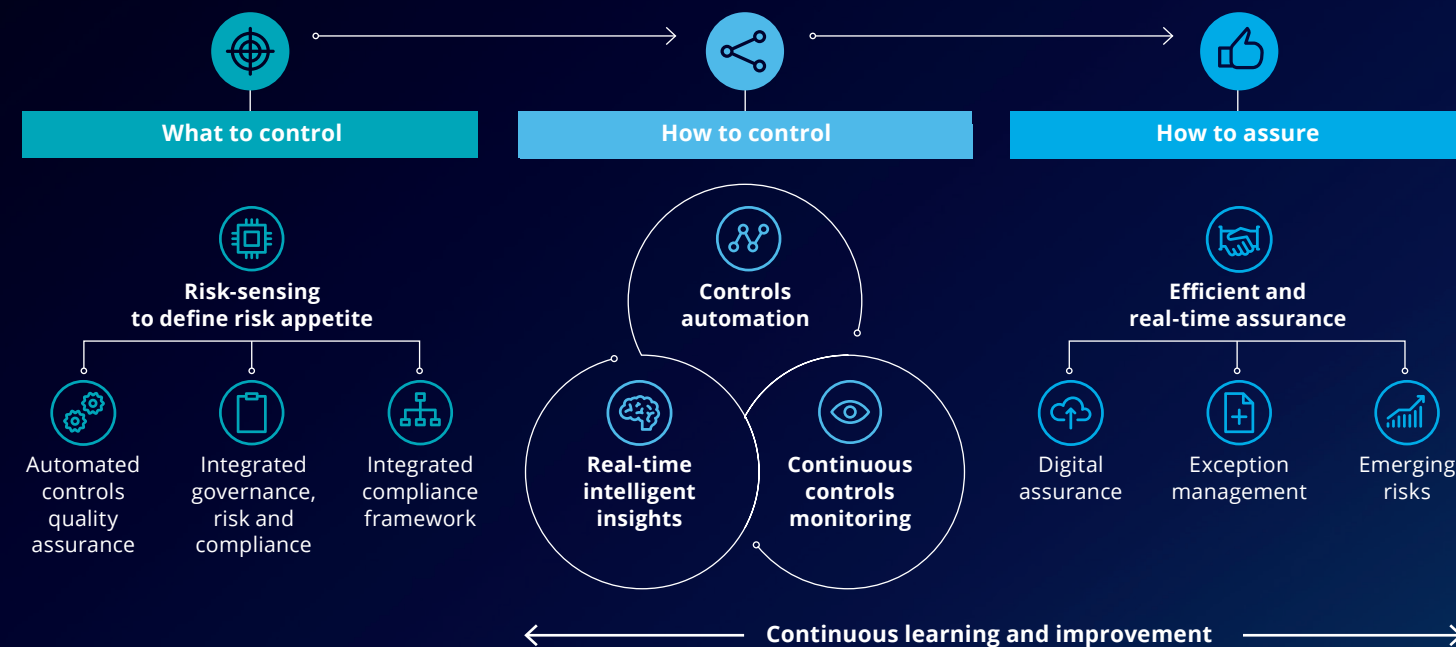 What to control
How to control
How to assure
Risk-sensing
to define risk appetite
Automated
controls
quality
assurance
Integrated
governance,
risk and
compliance
Integrated
compliance
framework
Controls
automation
Real-time
intelligent
insights
Continuous
controls
monitoring
Efficient and
real-time assurance
Digital
assurance
Exception
management
Emerging
risks
Continuous learning and improvement